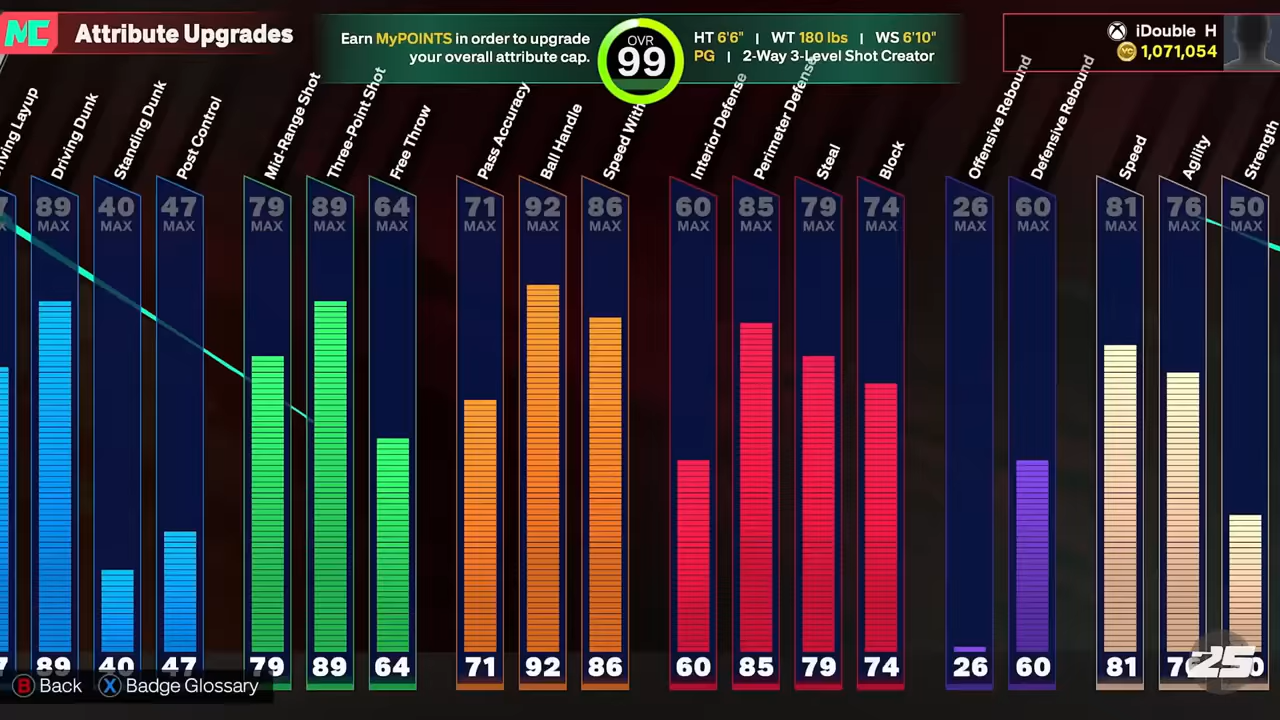 MC Attribute Upgrades
Earn MyPOINTS in order to upgrade
your overall attribute cap.
OVR
99
HT 6'6" | WT 180 lbs | WS 6'10"
PG | 2-Way 3-Level Shot Creator
iDouble H
VC 1,071,054
Driving Dunk
Standing Dunk
Post Control
Mid-Range Shot
Three-Point Shot
Free Throw
Pass Accuracy
Ball Handle
Speed With
Interior Defense
Perimeter Defense
Steal
Block
Offensive Rebound
Defensive Rebound
Speed
Agility
Strength
89 40 47 79 89 64 71 92 86 60 85 79 74 26 60 81 76 50
MAX MAX MAX MAX MAX MAX MAX MAX MAX MAX MAX MAX MAX MAX MAX MAX MAX MAX
89 40 47 79 89 64 71 92 86 60 85 79 74 26 60 81
25
B Back X Badge Glossary